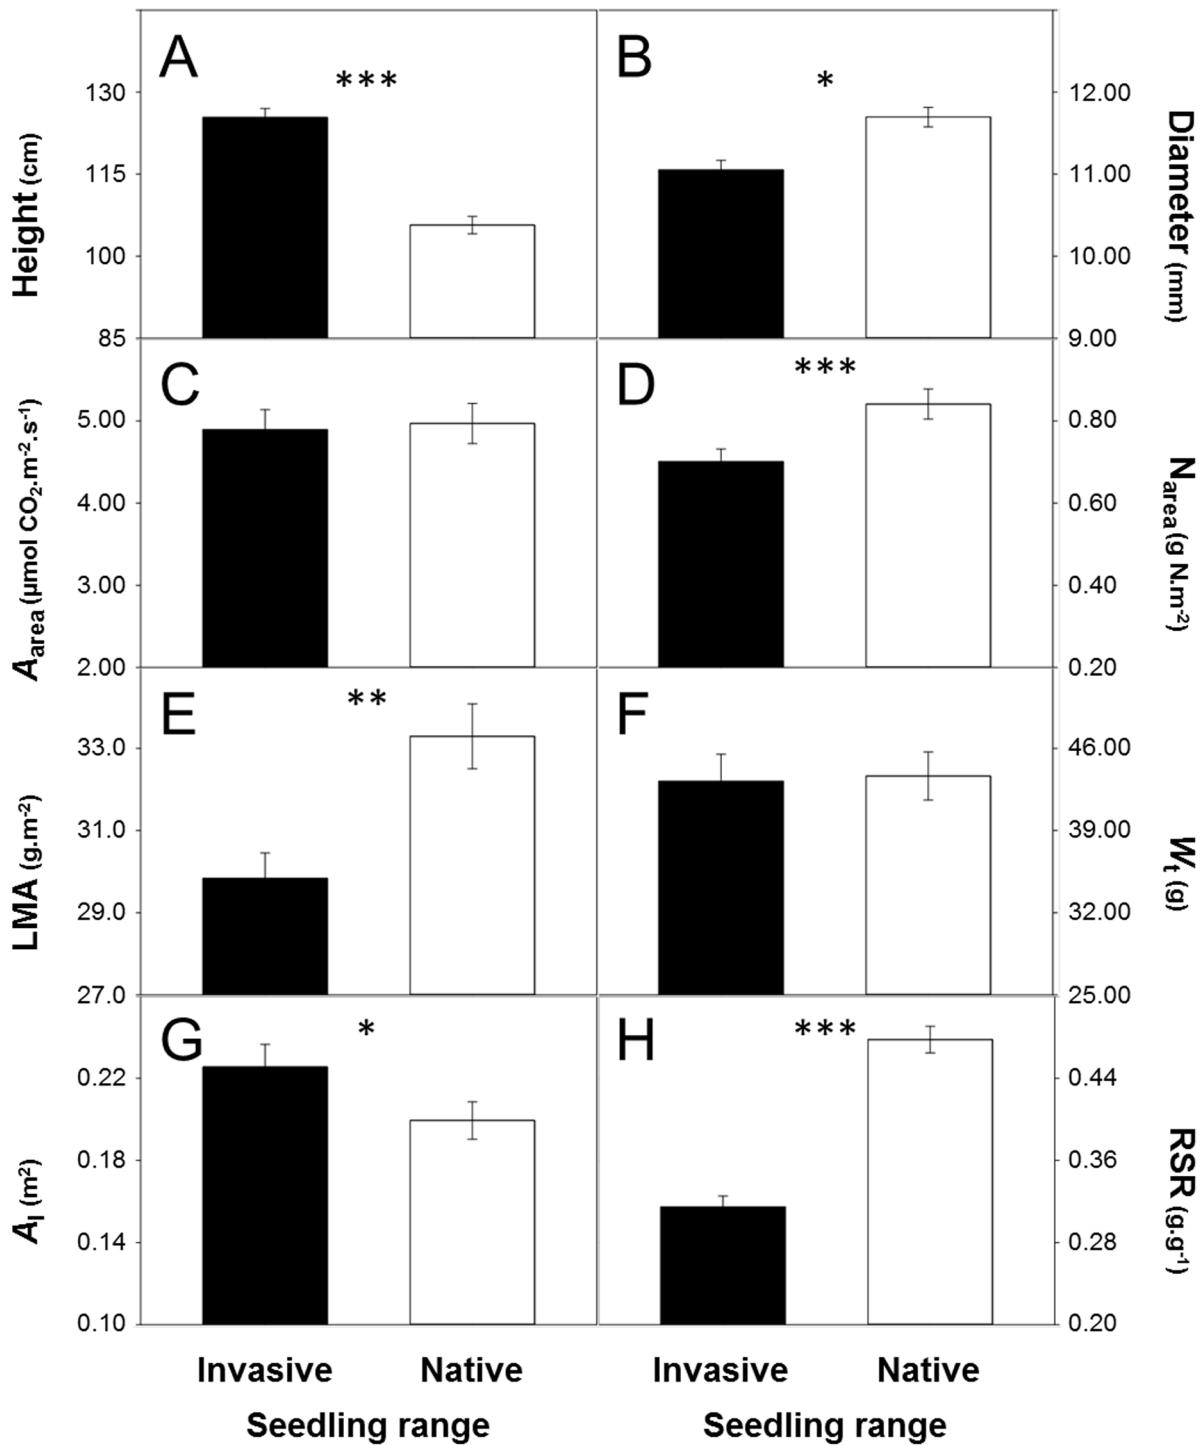 A
***
B
*
130
115
100
85
Height (cm)
12.00
11.00
10.00
9.00
Diameter (mm)
C
D
***
5.00
4.00
3.00
2.00
Aarea (µmol CO₂.m⁻².s⁻¹)
0.80
0.60
0.40
0.20
Narea (g N.m⁻²)
E
**
F
33.0
31.0
29.0
27.0
LMA (g.m⁻²)
46.00
39.00
32.00
25.00
Wt (g)
G
*
H
***
0.22
0.18
0.14
0.10
Al (m²)
0.44
0.36
0.28
0.20
RSR (g.g⁻¹)
Invasive Native Invasive Native
Seedling range Seedling range